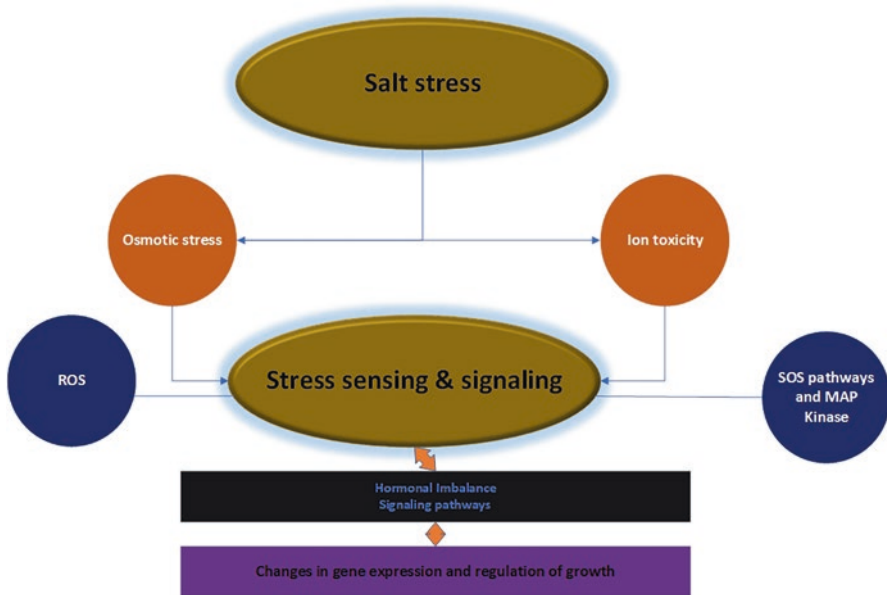 Salt stress
Osmotic stress
Ion toxicity
ROS
Stress sensing & signaling
SOS pathways
and MAP
Kinase
Hormonal Imbalance
Signaling pathways
Changes in gene expression and regulation of growth